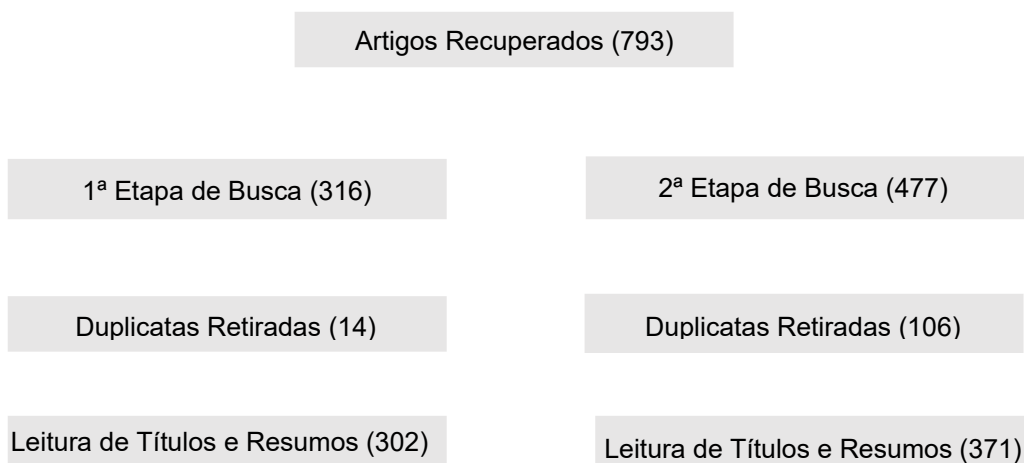 Artigos Recuperados (793)
1ª Etapa de Busca (316)
2ª Etapa de Busca (477)
Duplicatas Retiradas (14)
Duplicatas Retiradas (106)
Leitura de Títulos e Resumos (302)
Leitura de Títulos e Resumos (371)